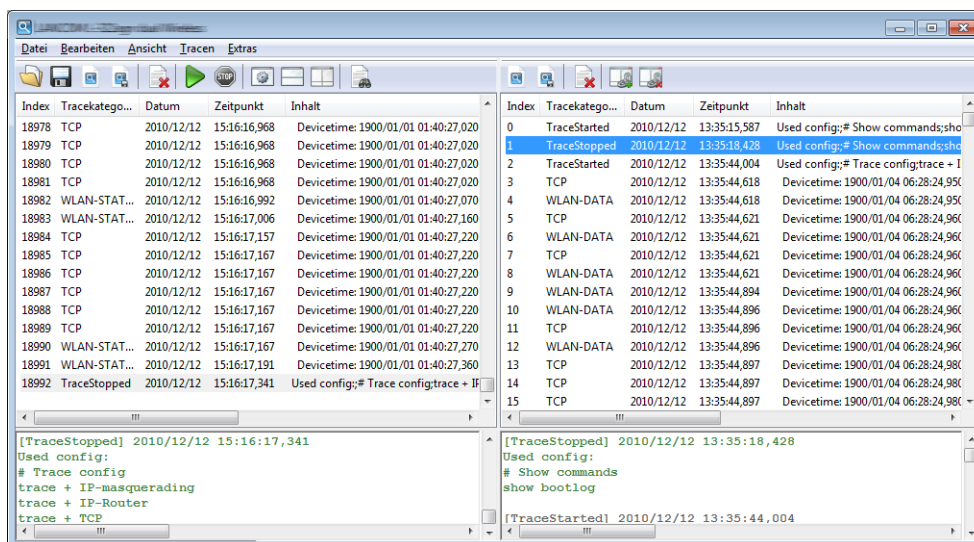 Datei Bearbeiten Ansicht Tracen Extras
STOP
Index Tracekatego... Datum Zeitpunkt Inhalt
18978 TCP 2010/12/12 15:16:16,968 Devicetime: 1900/01/01 01:40:27,020
18979 TCP 2010/12/12 15:16:16,968 Devicetime: 1900/01/01 01:40:27,020
18980 TCP 2010/12/12 15:16:16,968 Devicetime: 1900/01/01 01:40:27,020
18981 TCP 2010/12/12 15:16:16,968 Devicetime: 1900/01/01 01:40:27,020
18982 WLAN-STAT... 2010/12/12 15:16:16,992 Devicetime: 1900/01/01 01:40:27,070
18983 WLAN-STAT... 2010/12/12 15:16:17,006 Devicetime: 1900/01/01 01:40:27,160
18984 TCP 2010/12/12 15:16:17,157 Devicetime: 1900/01/01 01:40:27,220
18985 TCP 2010/12/12 15:16:17,167 Devicetime: 1900/01/01 01:40:27,220
18986 TCP 2010/12/12 15:16:17,167 Devicetime: 1900/01/01 01:40:27,220
18987 TCP 2010/12/12 15:16:17,167 Devicetime: 1900/01/01 01:40:27,220
18988 TCP 2010/12/12 15:16:17,167 Devicetime: 1900/01/01 01:40:27,220
18989 TCP 2010/12/12 15:16:17,167 Devicetime: 1900/01/01 01:40:27,220
18990 WLAN-STAT... 2010/12/12 15:16:17,167 Devicetime: 1900/01/01 01:40:27,270
18991 WLAN-STAT... 2010/12/12 15:16:17,191 Devicetime: 1900/01/01 01:40:27,360
18992 TraceStopped 2010/12/12 15:16:17,341 Used config:;# Trace config;trace + IP
[TraceStopped] 2010/12/12 15:16:17,341
Used config:
# Trace config
trace + IP-masquerading
trace + IP-Router
trace + TCP
Index Tracekatego... Datum Zeitpunkt Inhalt
0 TraceStarted 2010/12/12 13:35:15,587 Used config:;# Show commands;sho
1 TraceStopped 2010/12/12 13:35:18,428 Used config:;# Show commands;sho
2 TraceStarted 2010/12/12 13:35:44,004 Used config:;# Trace config;trace + I
3 TCP 2010/12/12 13:35:44,618 Devicetime: 1900/01/04 06:28:24,950
4 WLAN-DATA 2010/12/12 13:35:44,618 Devicetime: 1900/01/04 06:28:24,950
5 TCP 2010/12/12 13:35:44,621 Devicetime: 1900/01/04 06:28:24,960
6 WLAN-DATA 2010/12/12 13:35:44,621 Devicetime: 1900/01/04 06:28:24,960
7 TCP 2010/12/12 13:35:44,621 Devicetime: 1900/01/04 06:28:24,960
8 WLAN-DATA 2010/12/12 13:35:44,621 Devicetime: 1900/01/04 06:28:24,960
9 WLAN-DATA 2010/12/12 13:35:44,894 Devicetime: 1900/01/04 06:28:24,960
10 WLAN-DATA 2010/12/12 13:35:44,896 Devicetime: 1900/01/04 06:28:24,960
11 TCP 2010/12/12 13:35:44,896 Devicetime: 1900/01/04 06:28:24,960
12 WLAN-DATA 2010/12/12 13:35:44,896 Devicetime: 1900/01/04 06:28:24,960
13 TCP 2010/12/12 13:35:44,897 Devicetime: 1900/01/04 06:28:24,980
14 TCP 2010/12/12 13:35:44,897 Devicetime: 1900/01/04 06:28:24,980
15 TCP 2010/12/12 13:35:44,897 Devicetime: 1900/01/04 06:28:24,980
[TraceStopped] 2010/12/12 13:35:18,428
Used config:
# Show commands
show bootlog
[TraceStarted] 2010/12/12 13:35:44,004